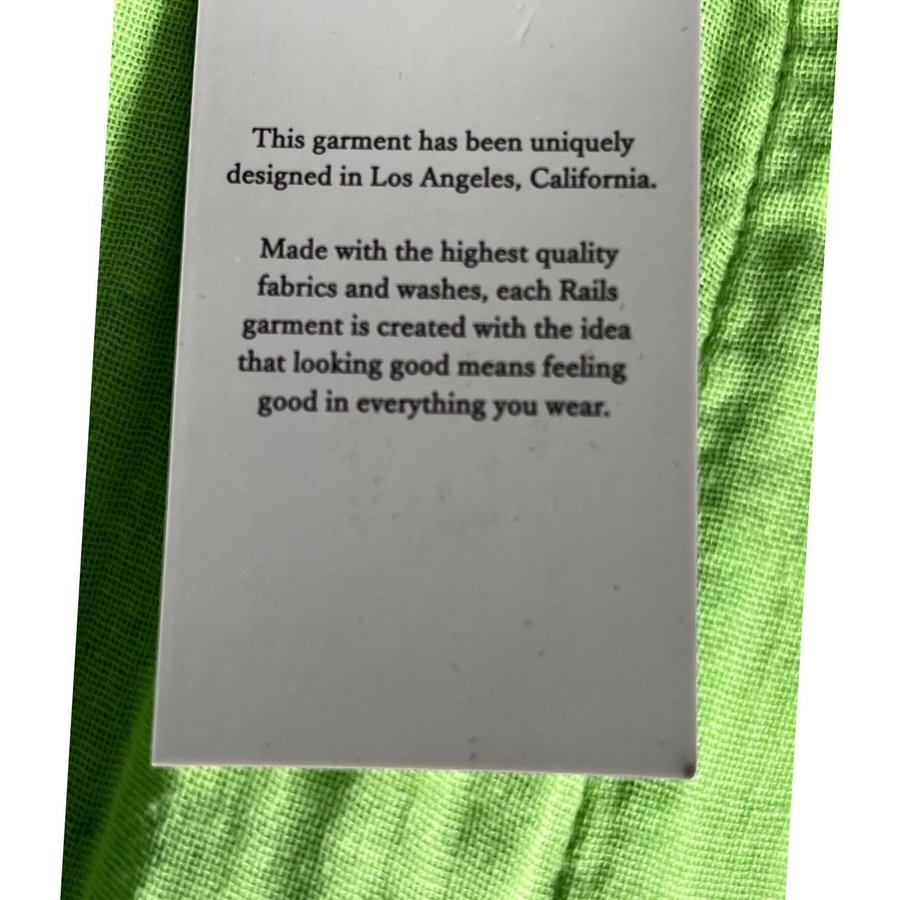 This garment has been uniquely
designed in Los Angeles, California.
Made with the highest quality
fabrics and washes, each Rails
garment is created with the idea
that looking good means feeling
good in everything you wear.